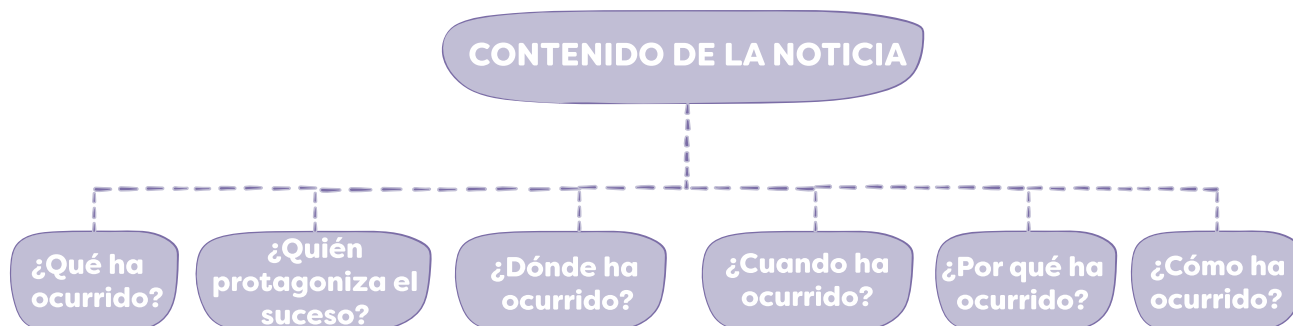 CONTENIDO DE LA NOTICIA
¿Qué ha
ocurrido?
¿Quién
protagoniza el
suceso?
¿Dónde ha
ocurrido?
¿Cuando ha
ocurrido?
¿Por qué ha
ocurrido?
¿Cómo ha
ocurrido?